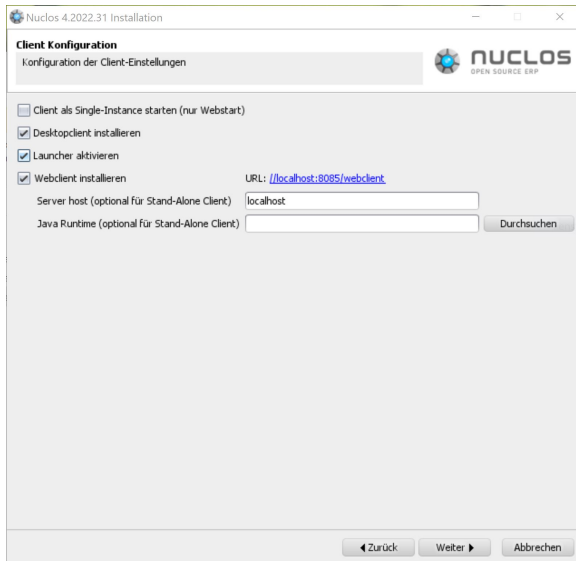 Nuclos 4.2022.31 Installation
Client Konfiguration
Konfiguration der Client-Einstellungen
NUCLOS
OPEN SOURCE ERP
Client als Single-Instance starten (nur Webstart)
Desktopclient installieren
Launcher aktivieren
Webclient installieren URL: //localhost:8085/webclient
Server host (optional für Stand-Alone Client) localhost
Java Runtime (optional für Stand-Alone Client) Durchsuchen
Zurück Weiter Abbrechen